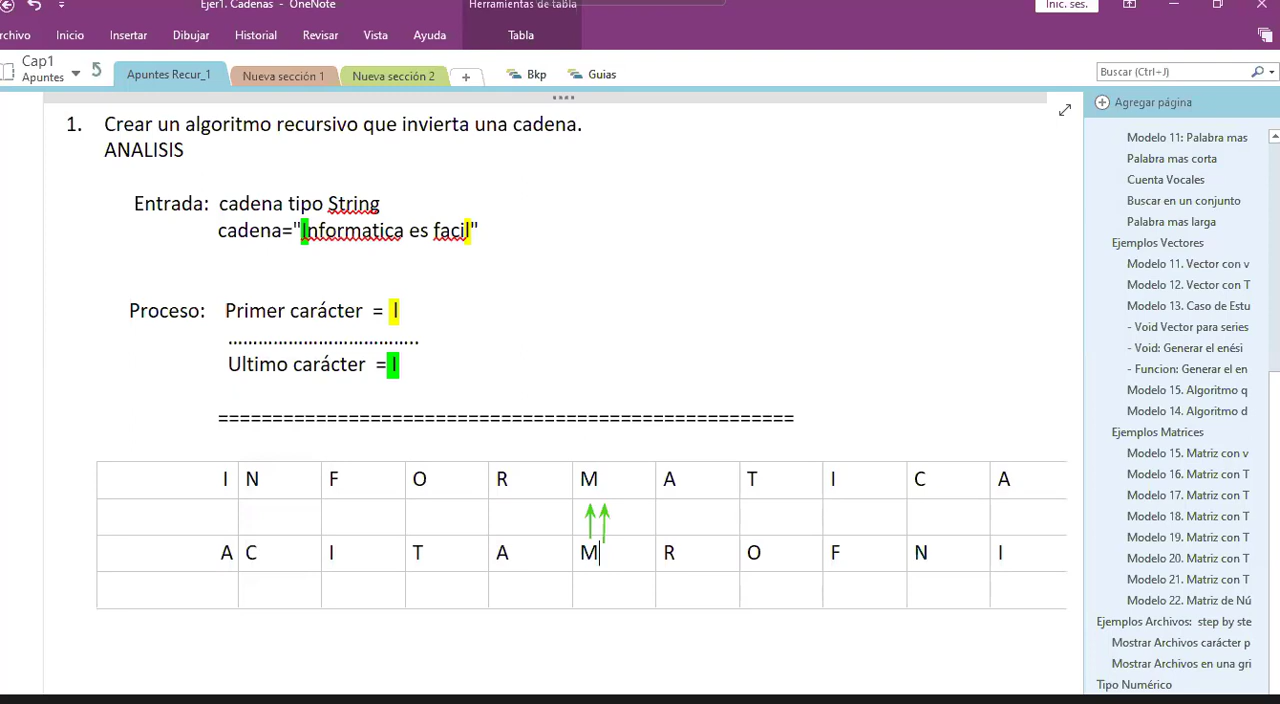 Ejer1. Cadenas - OneNote
Herramientas de tabla
Inic. ses.
Archivo Inicio Insertar Dibujar Historial Revisar Vista Ayuda Tabla
Cap1
Apuntes
Apuntes Recur_1 Nueva sección 1 Nueva sección 2 + Bkp Guias
Buscar (Ctrl+J)
1. Crear un algoritmo recursivo que invierta una cadena.
ANALISIS
Entrada: cadena tipo String
cadena="Informatica es facil"
Proceso: Primer carácter = l
.........................................
Ultimo carácter =I
=====================================================
I N F O R M A T I C A
A C I T A M R O F N I
Agregar página
Modelo 11: Palabra mas
Palabra mas corta
Cuenta Vocales
Buscar en un conjunto
Palabra mas larga
Ejemplos Vectores
Modelo 11. Vector con v
Modelo 12. Vector con T
Modelo 13. Caso de Estu
- Void Vector para series
- Void: Generar el enési
- Funcion: Generar el en
Modelo 15. Algoritmo q
Modelo 14. Algoritmo d
Ejemplos Matrices
Modelo 15. Matriz con v
Modelo 16. Matriz con T
Modelo 17. Matriz con T
Modelo 18. Matriz con T
Modelo 19. Matriz con T
Modelo 20. Matriz con T
Modelo 21. Matriz con T
Modelo 22. Matriz de Nú
Ejemplos Archivos: step by ste
Mostrar Archivos carácter p
Mostrar Archivos en una gri
Tipo Numérico